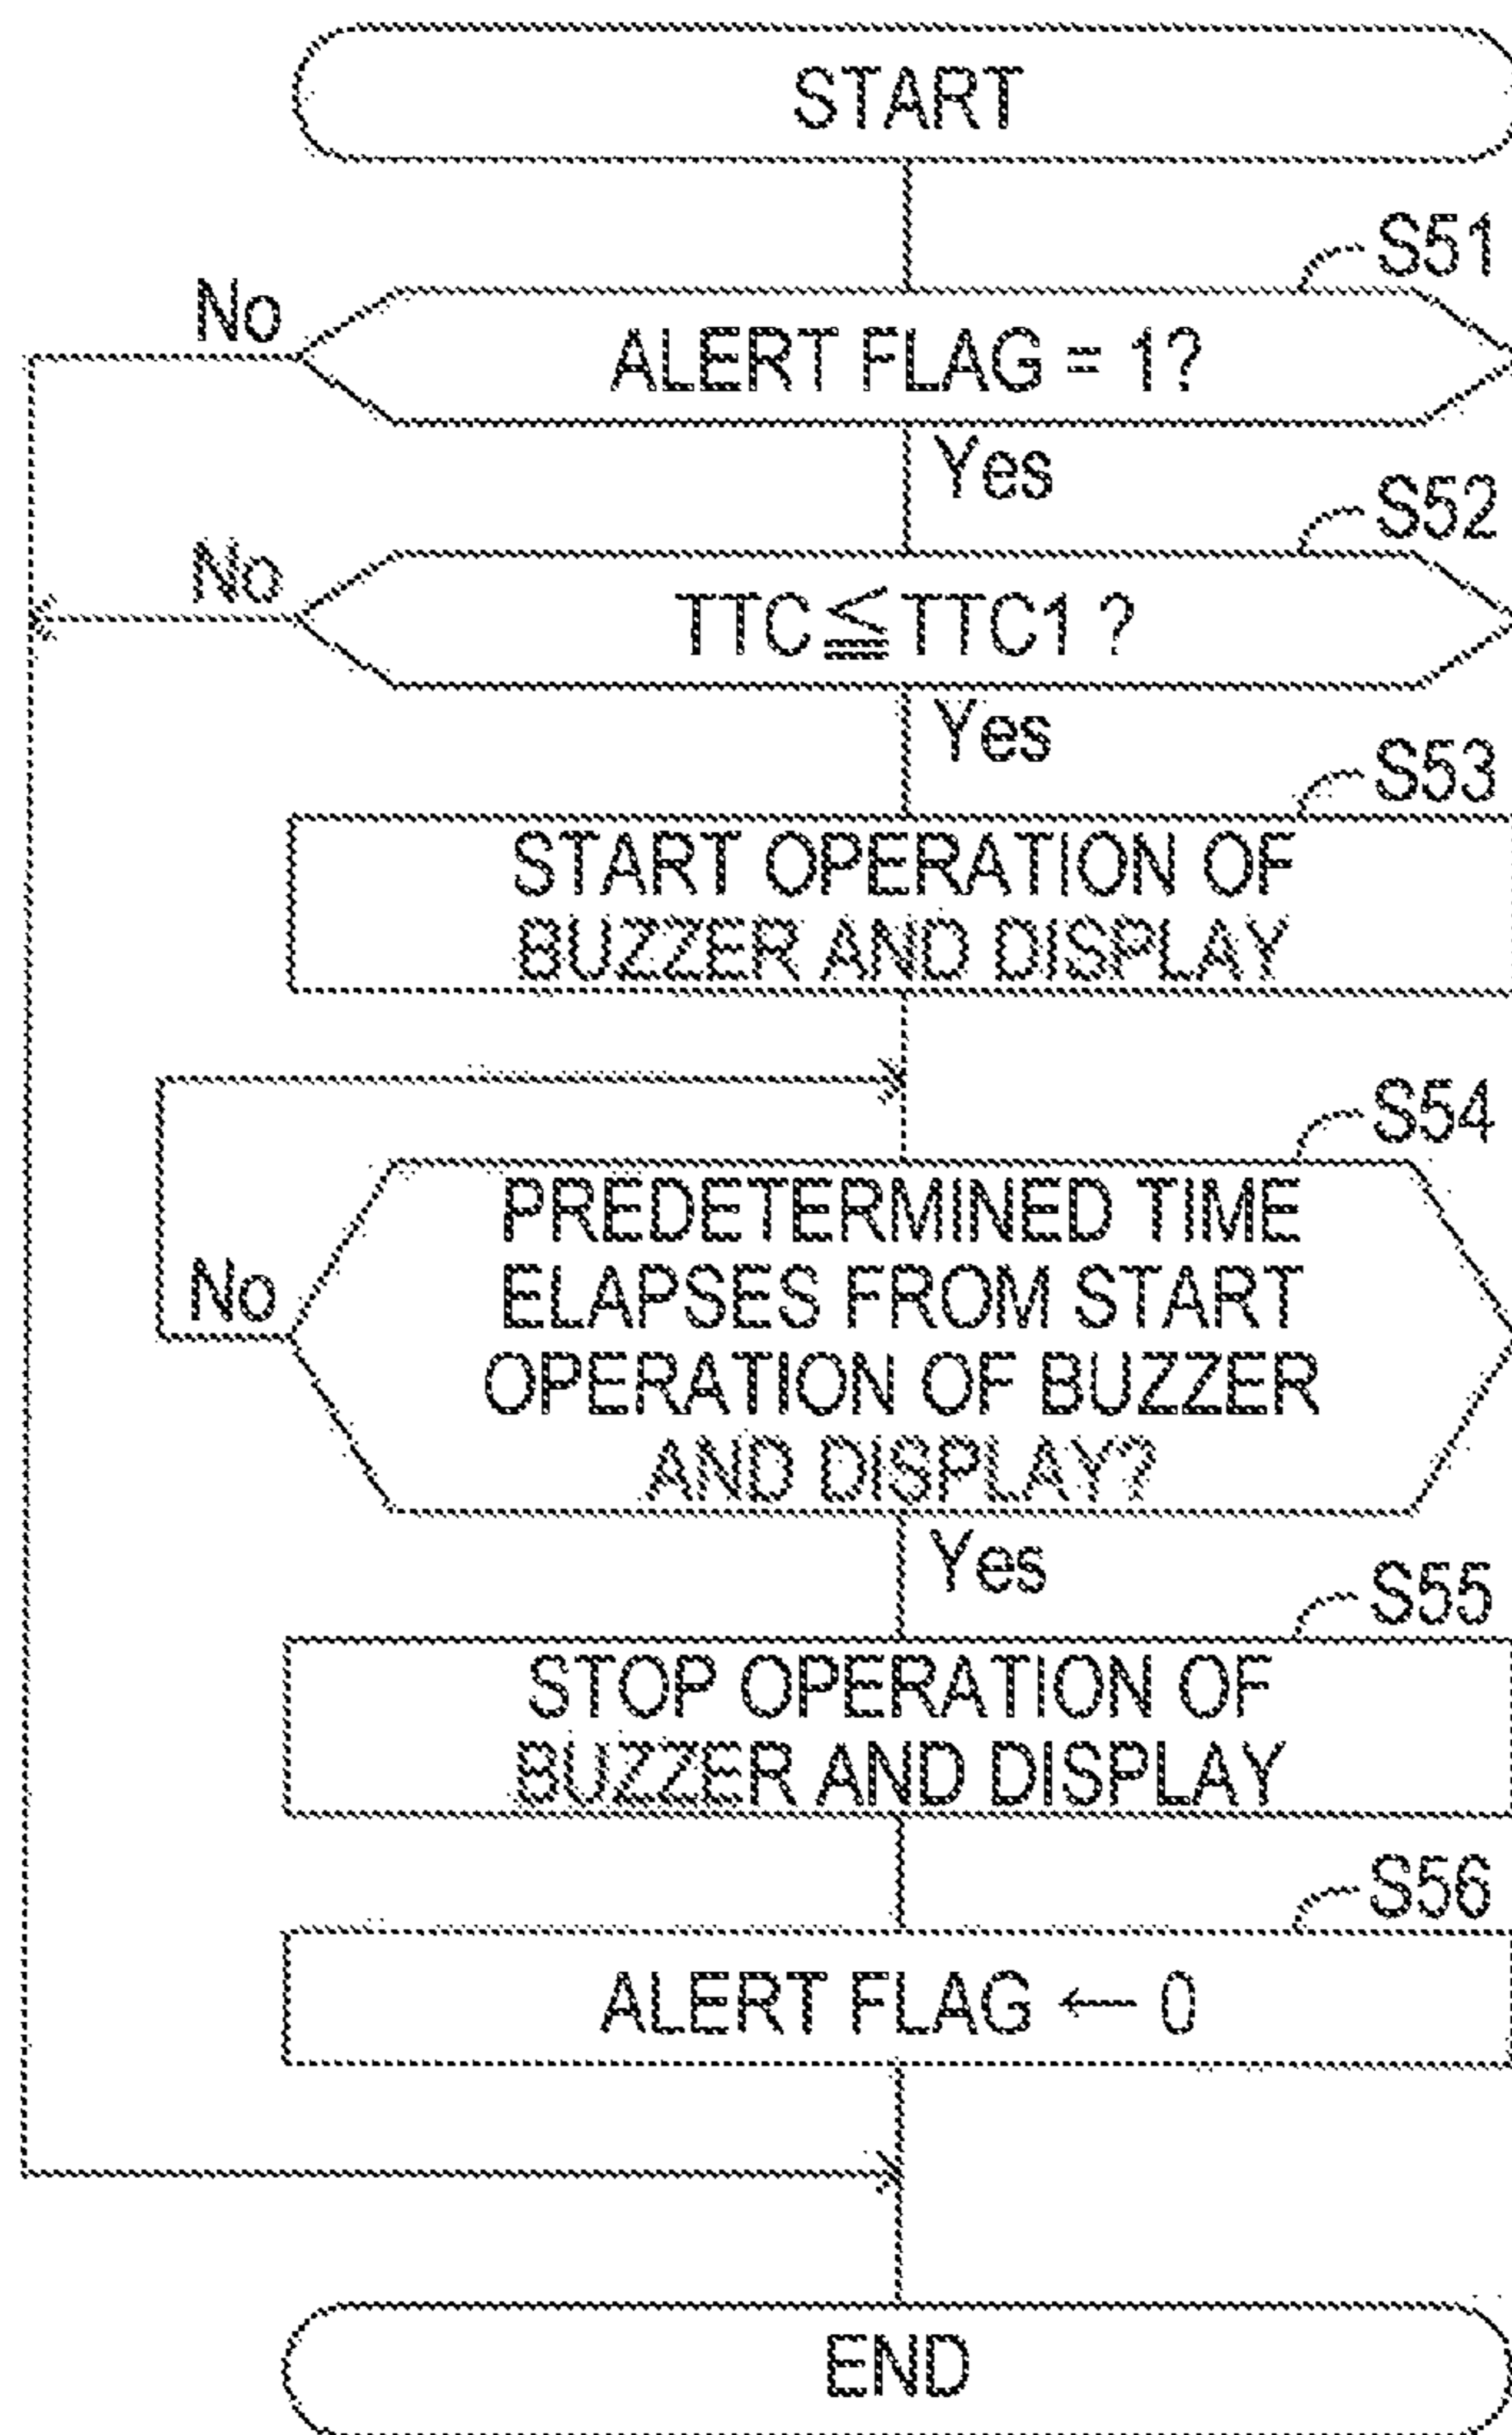 START
S51
No
ALERT FLAG = 1?
Yes
S52
No
TTC≦TTC1 ?
Yes
S53
START OPERATION OF
BUZZER AND DISPLAY
S54
PREDETERMINED TIME
ELAPSES FROM START
OPERATION OF BUZZER
AND DISPLAY?
No
Yes
S55
STOP OPERATION OF
BUZZER AND DISPLAY
S56
ALERT FLAG ← 0
END